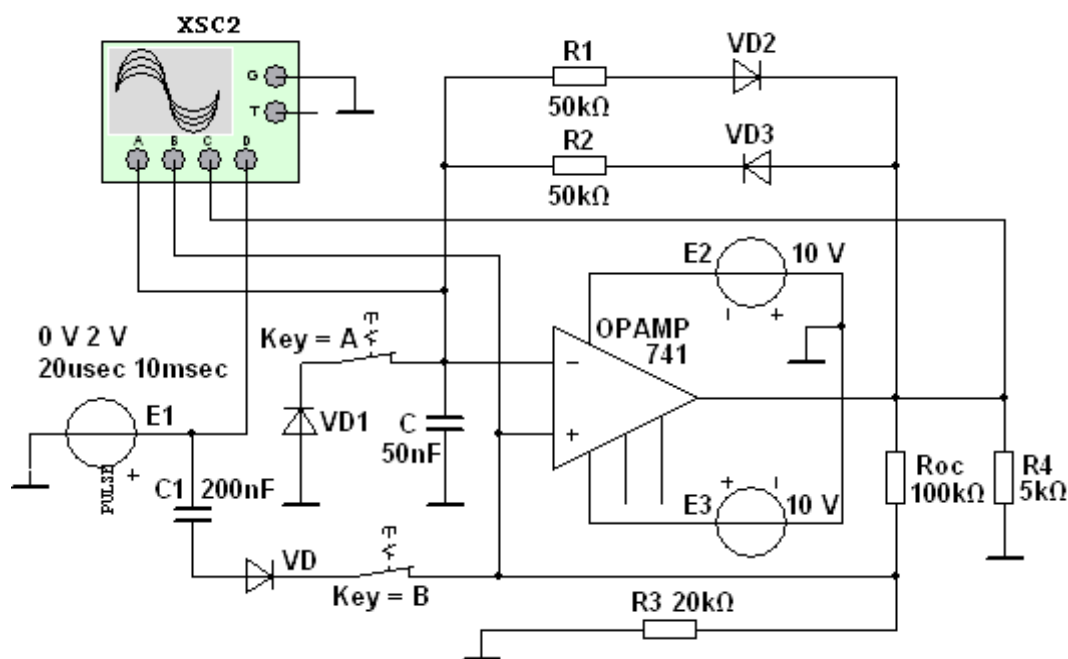 XSC2
G
T
A B C D
R1
50kΩ
VD2
R2
50kΩ
VD3
E2 10 V
0 V 2 V
20usec 10msec
Key = A
OPAMP
741
E1
PULSE
VD1
C
50nF
C1 200nF
Roc
100kΩ
R4
5kΩ
E3 10 V
VD
Key = B
R3 20kΩ